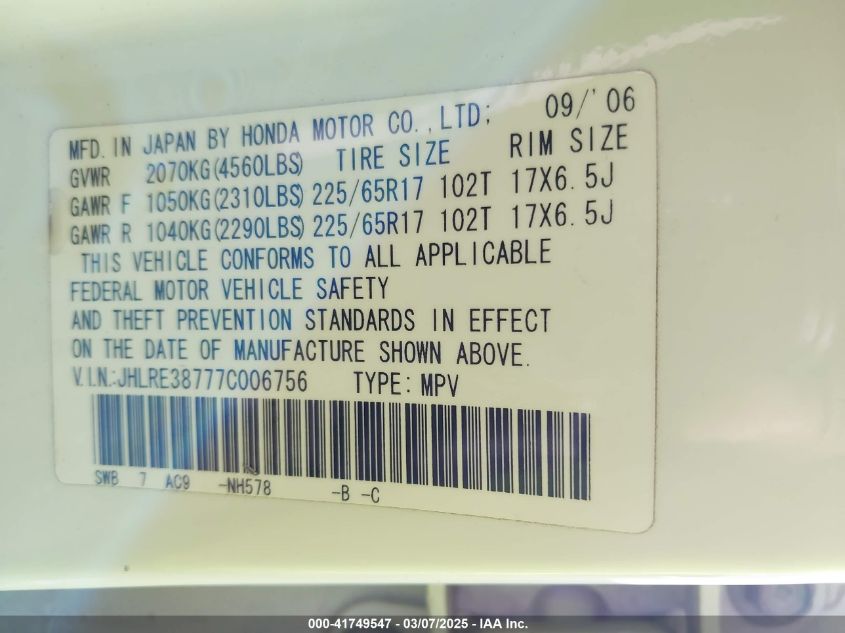 MFD. IN JAPAN BY HONDA MOTOR CO., LTD; 09/'06
GVWR 2070KG(4560LBS) TIRE SIZE RIM SIZE
GAWR F 1050KG(2310LBS) 225/65R17 102T 17X6.5J
GAWR R 1040KG(2290LBS) 225/65R17 102T 17X6.5J
THIS VEHICLE CONFORMS TO ALL APPLICABLE
FEDERAL MOTOR VEHICLE SAFETY
AND THEFT PREVENTION STANDARDS IN EFFECT
ON THE DATE OF MANUFACTURE SHOWN ABOVE.
V.I.N.:JHLRE38777C006756 TYPE: MPV
SWB 7 AC9 -NH578 -B -C
000-41749547 - 03/07/2025 - IAA Inc.